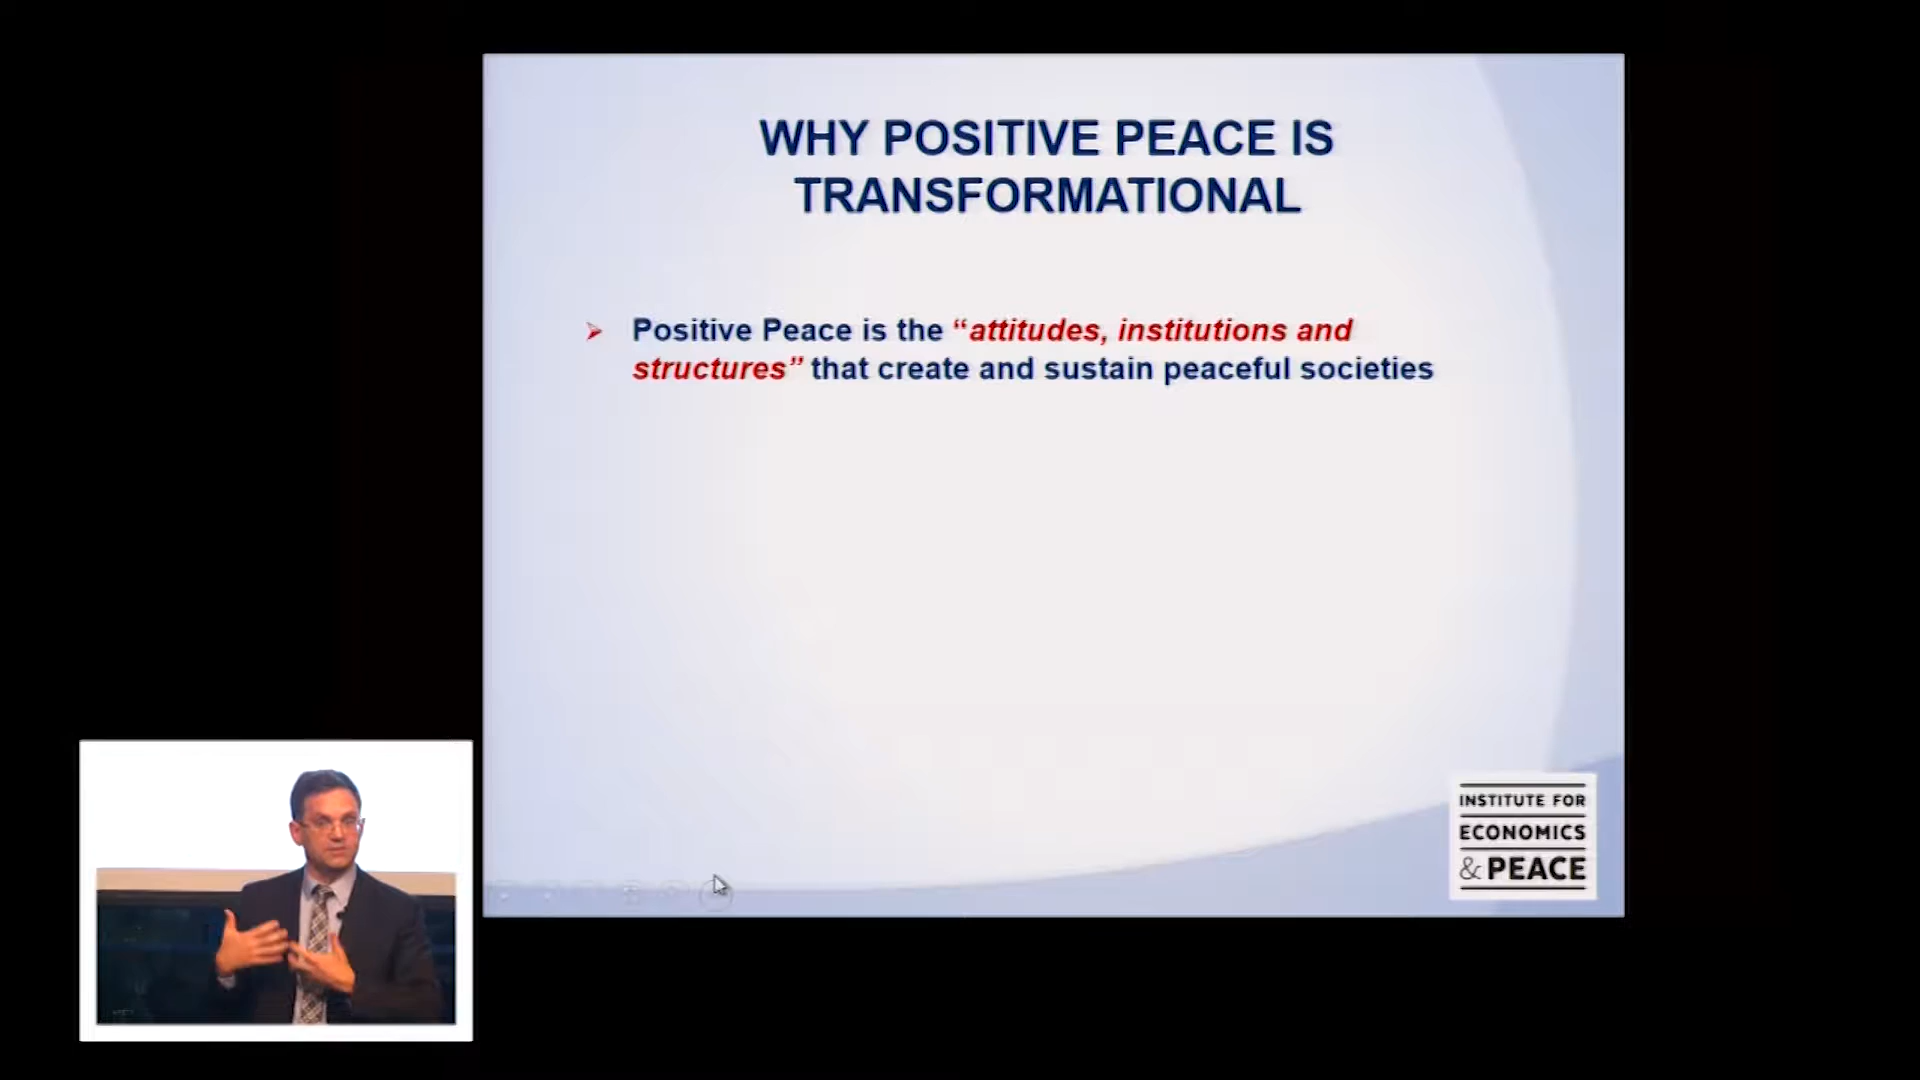 WHY POSITIVE PEACE IS
TRANSFORMATIONAL
➢ Positive Peace is the “attitudes, institutions and
structures” that create and sustain peaceful societies
INSTITUTE FOR
ECONOMICS
& PEACE